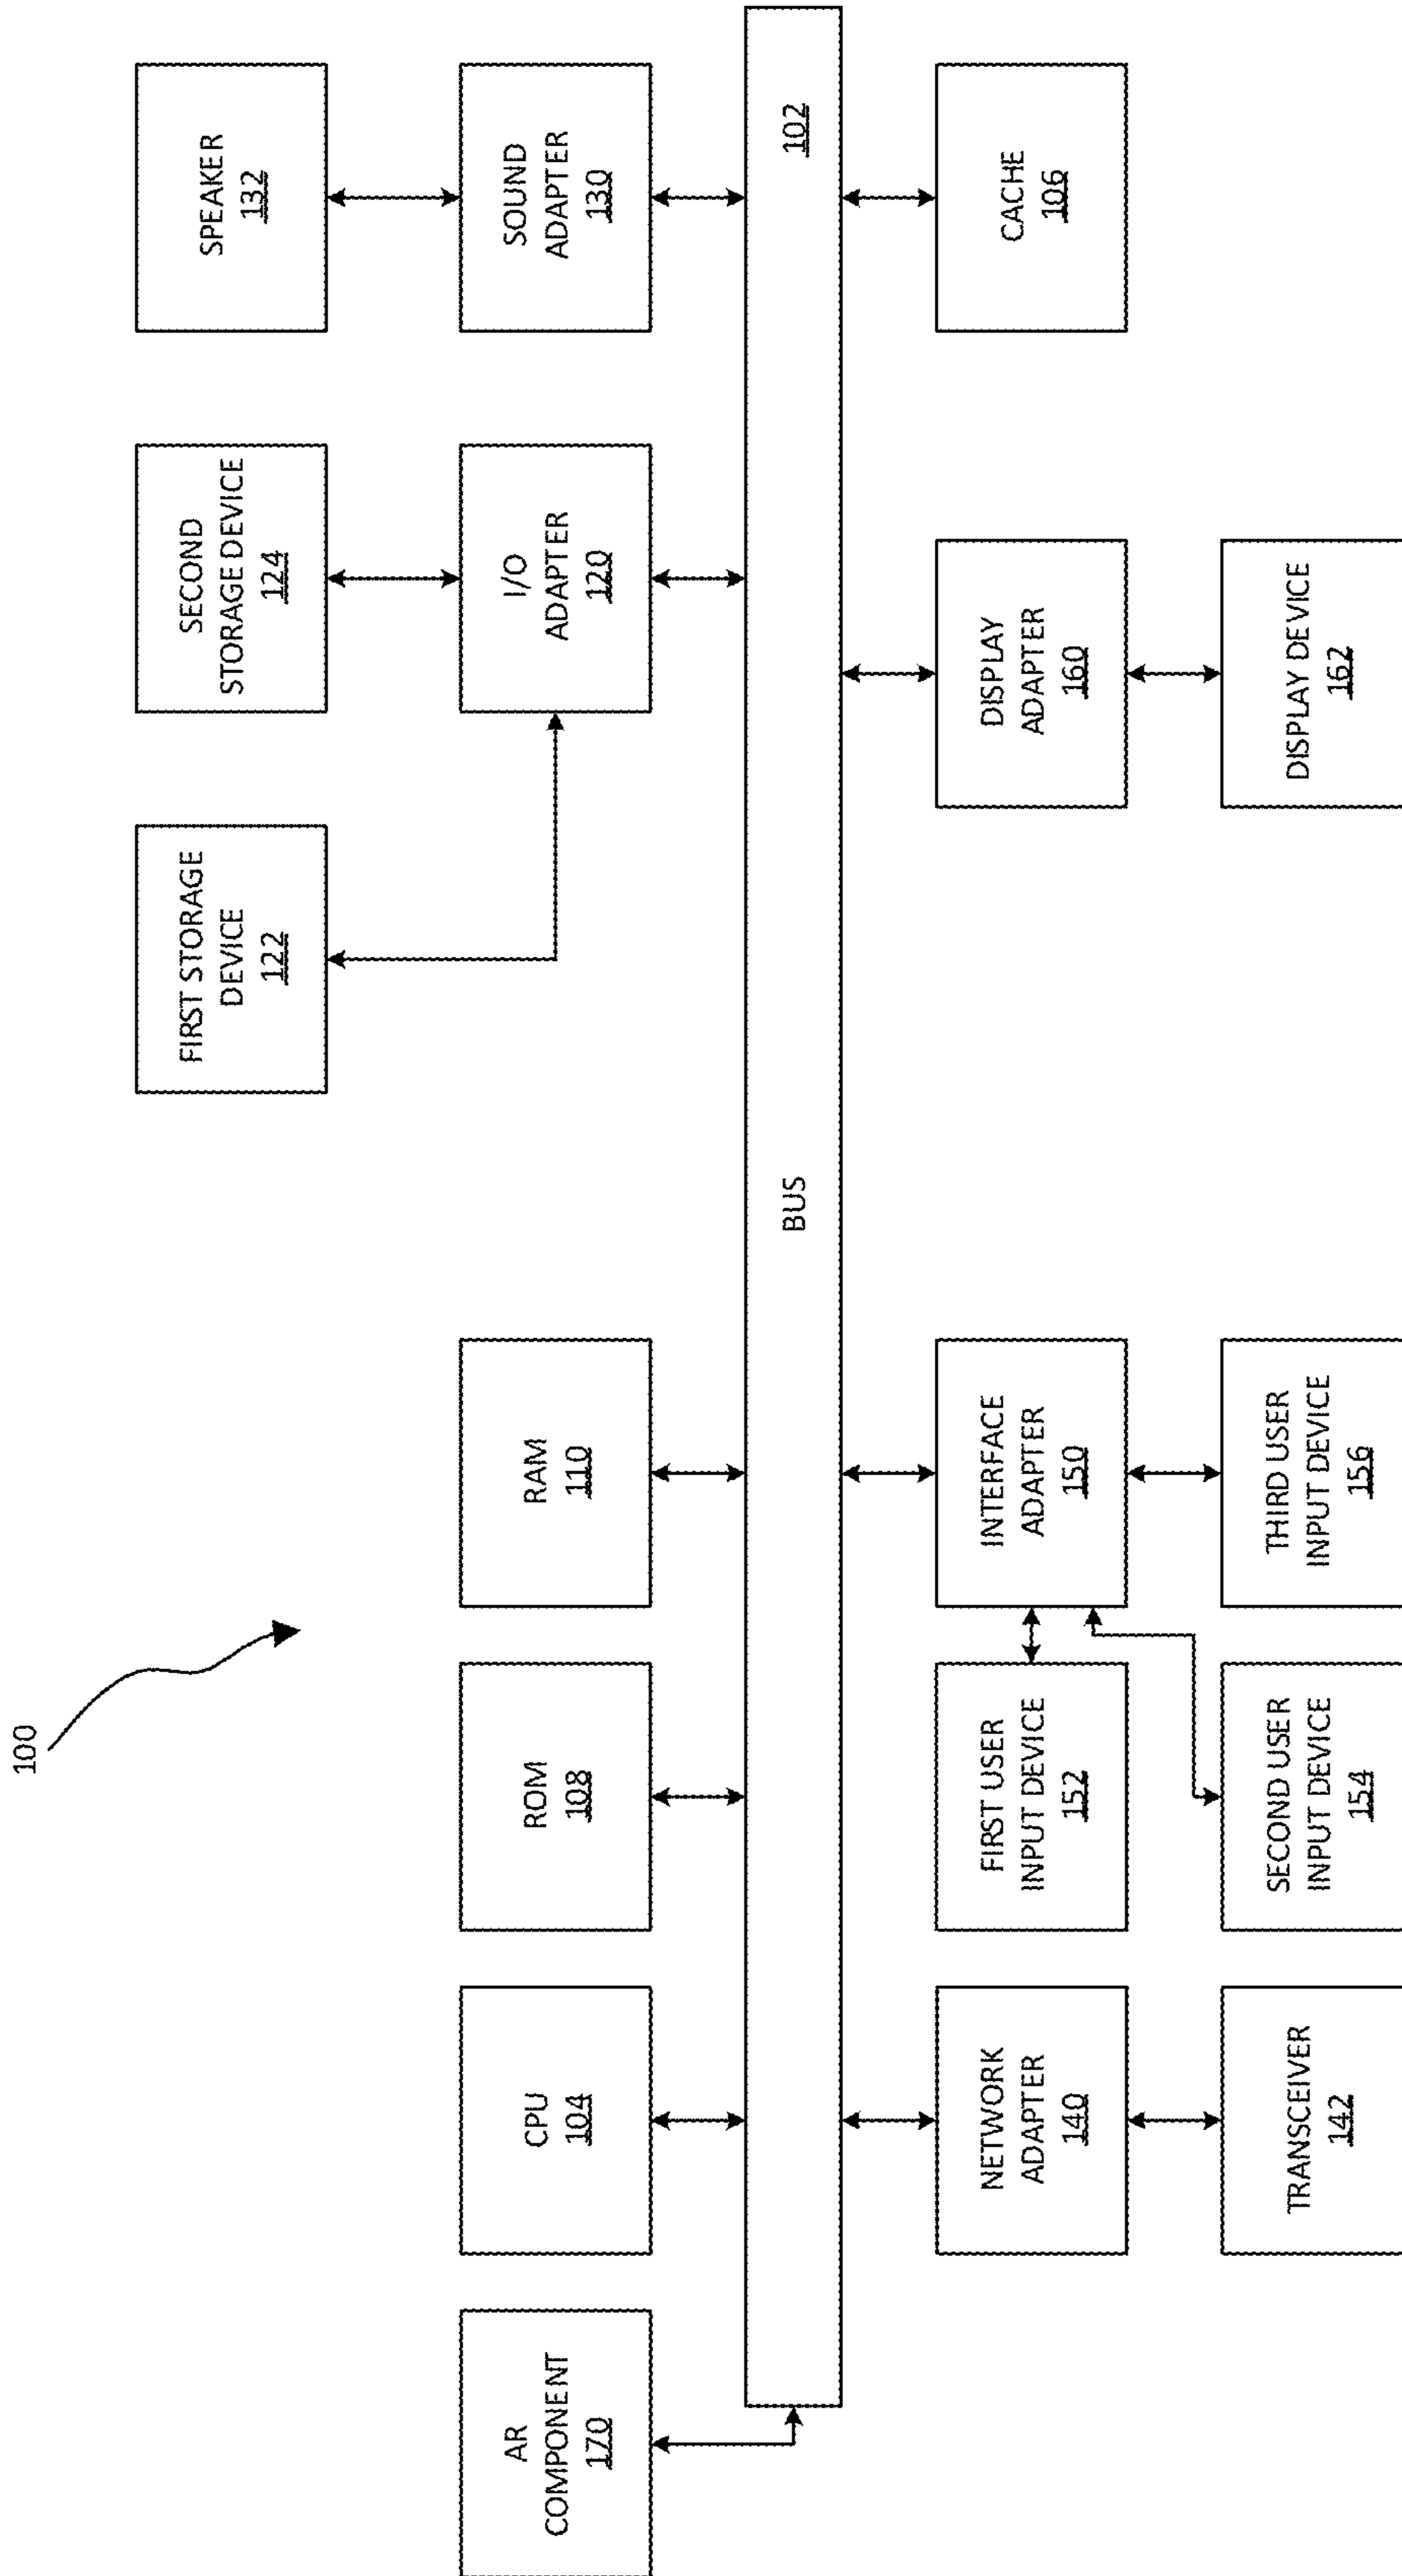 100
AR
COMPONENT
170
CPU
104
ROM
108
RAM
110
FIRST STORAGE
DEVICE
122
SECOND
STORAGE DEVICE
124
SPEAKER
132
I/O
ADAPTER
120
SOUND
ADAPTER
130
BUS
102
NETWORK
ADAPTER
140
FIRST USER
INPUT DEVICE
152
INTERFACE
ADAPTER
150
DISPLAY
ADAPTER
160
CACHE
106
TRANSCEIVER
142
SECOND USER
INPUT DEVICE
154
THIRD USER
INPUT DEVICE
156
DISPLAY DEVICE
162